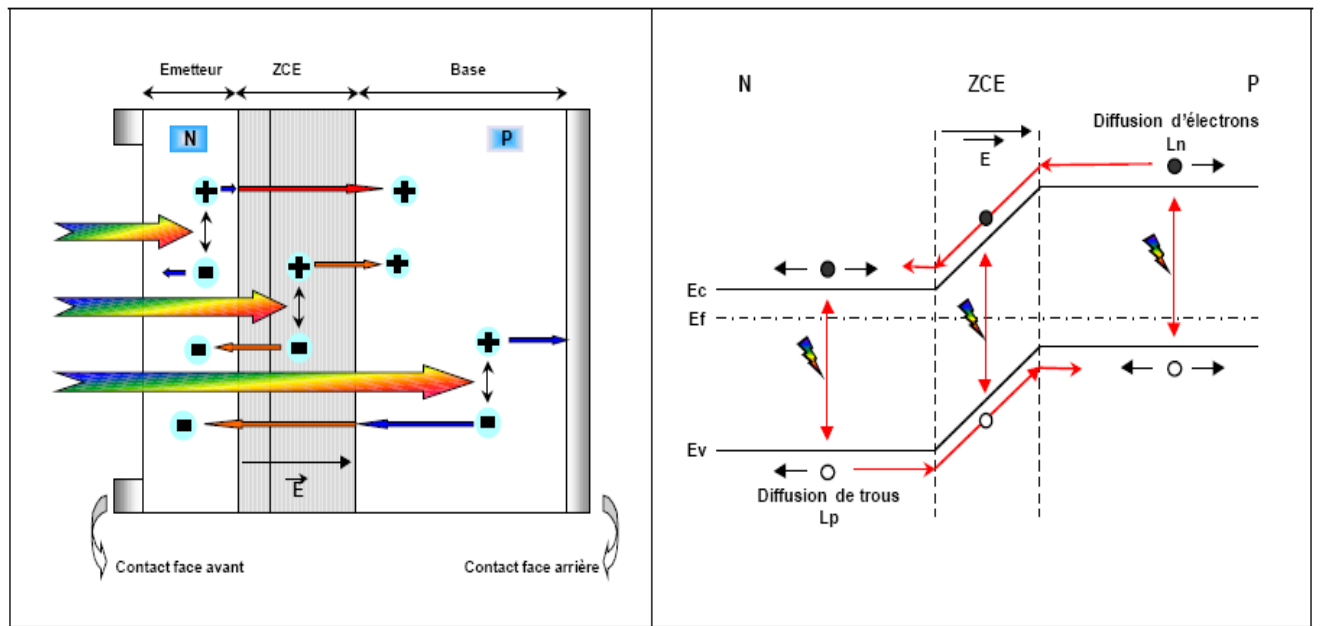 Emetteur ZCE Base
N P
+ +
+ +
+
E
Contact face avant Contact face arrière
N ZCE P
E
Diffusion d'électrons
Ln
Ec
Ef
Ev
Diffusion de trous
Lp